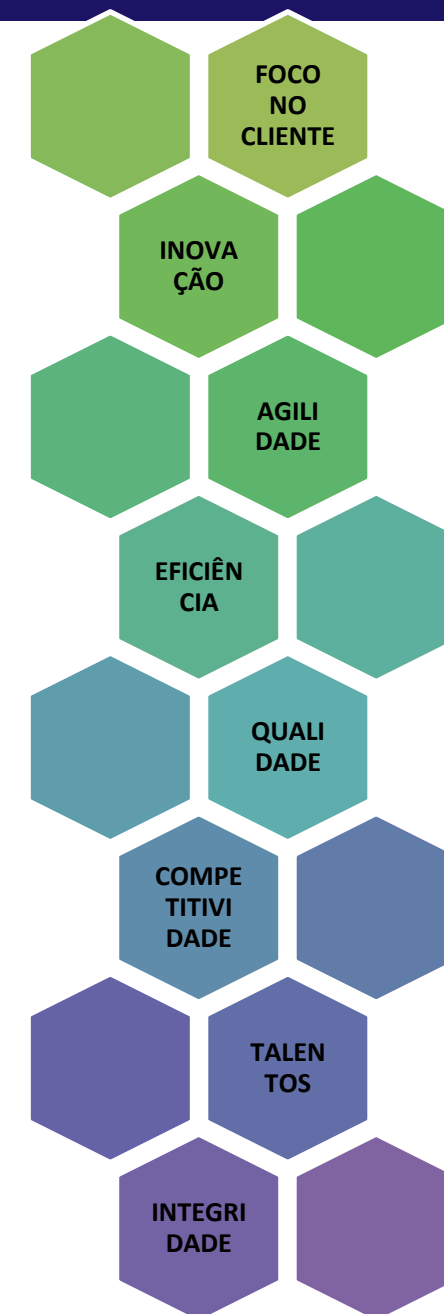 FOCO
NO
CLIENTE
INOVA
ÇÃO
AGILI
DADE
EFICIÊN
CIA
QUALI
DADE
COMPE
TITIVI
DADE
TALEN
TOS
INTEGRI
DADE